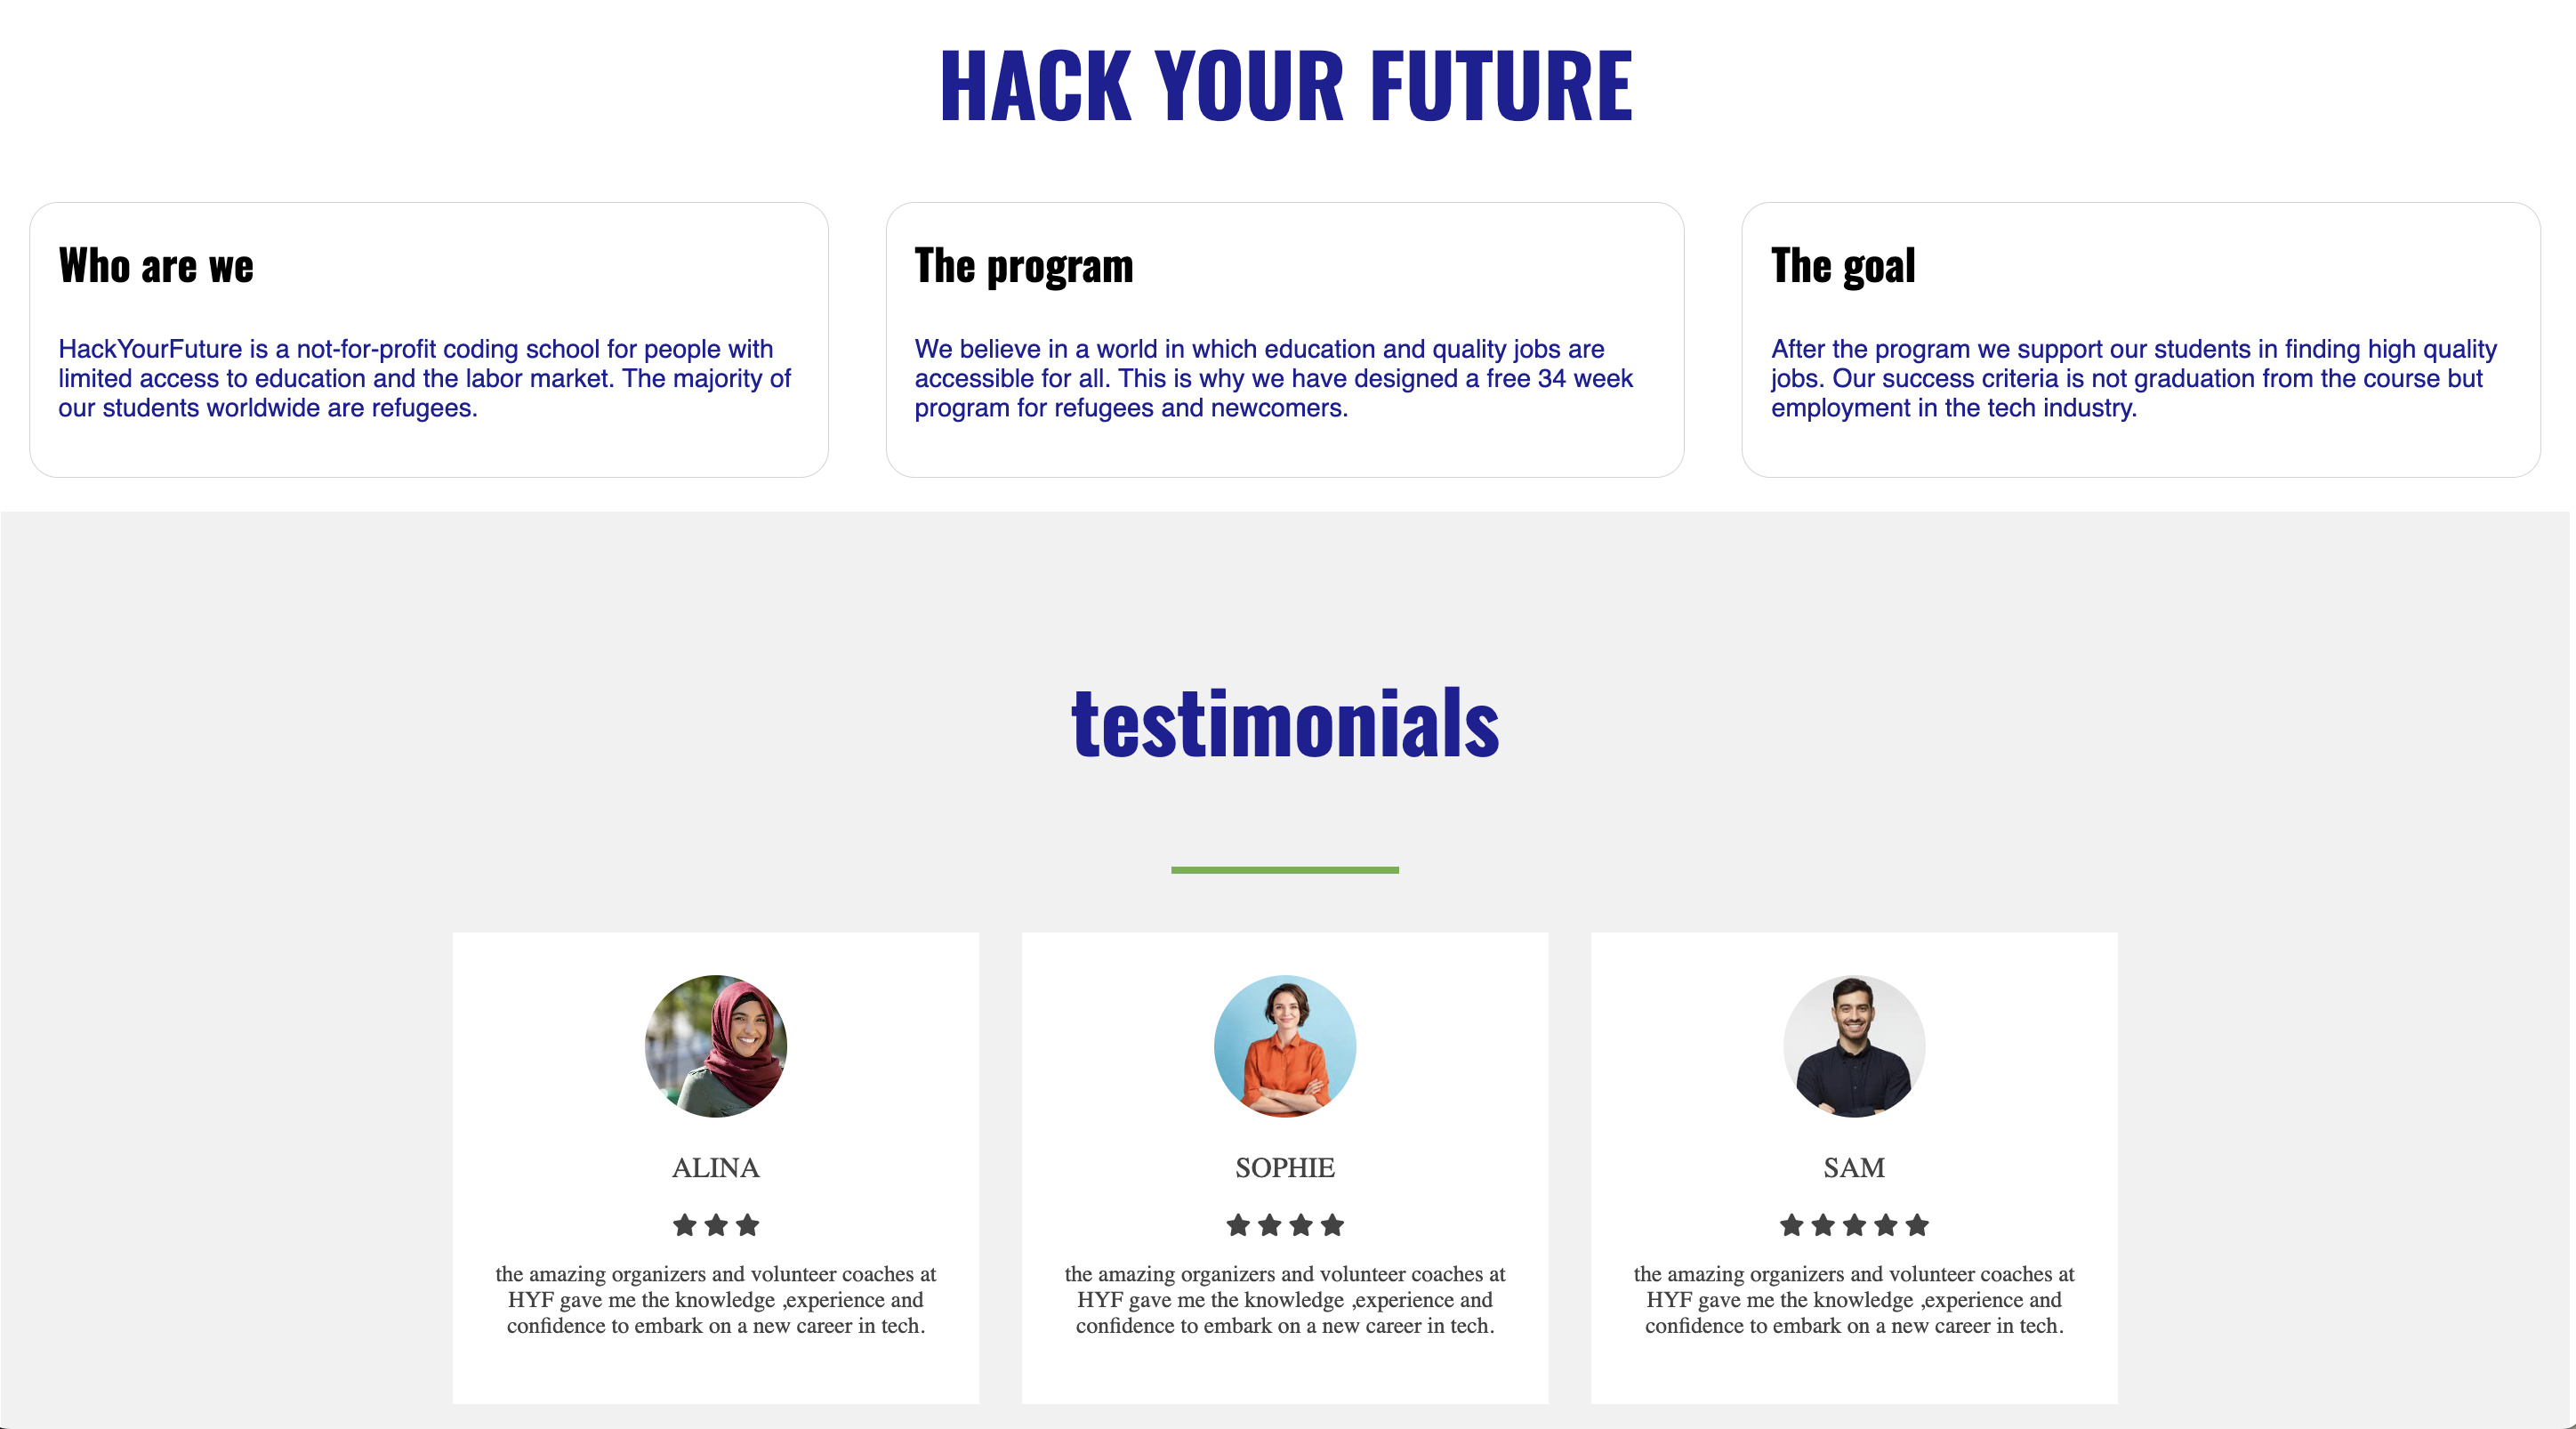 HACK YOUR FUTURE
Who are we
HackYourFuture is a not-for-profit coding school for people with
limited access to education and the labor market. The majority of
our students worldwide are refugees.
The program
We believe in a world in which education and quality jobs are
accessible for all. This is why we have designed a free 34 week
program for refugees and newcomers.
The goal
After the program we support our students in finding high quality
jobs. Our success criteria is not graduation from the course but
employment in the tech industry.
testimonials
ALINA
the amazing organizers and volunteer coaches at
HYF gave me the knowledge ,experience and
confidence to embark on a new career in tech.
SOPHIE
the amazing organizers and volunteer coaches at
HYF gave me the knowledge ,experience and
confidence to embark on a new career in tech.
SAM
the amazing organizers and volunteer coaches at
HYF gave me the knowledge ,experience and
confidence to embark on a new career in tech.